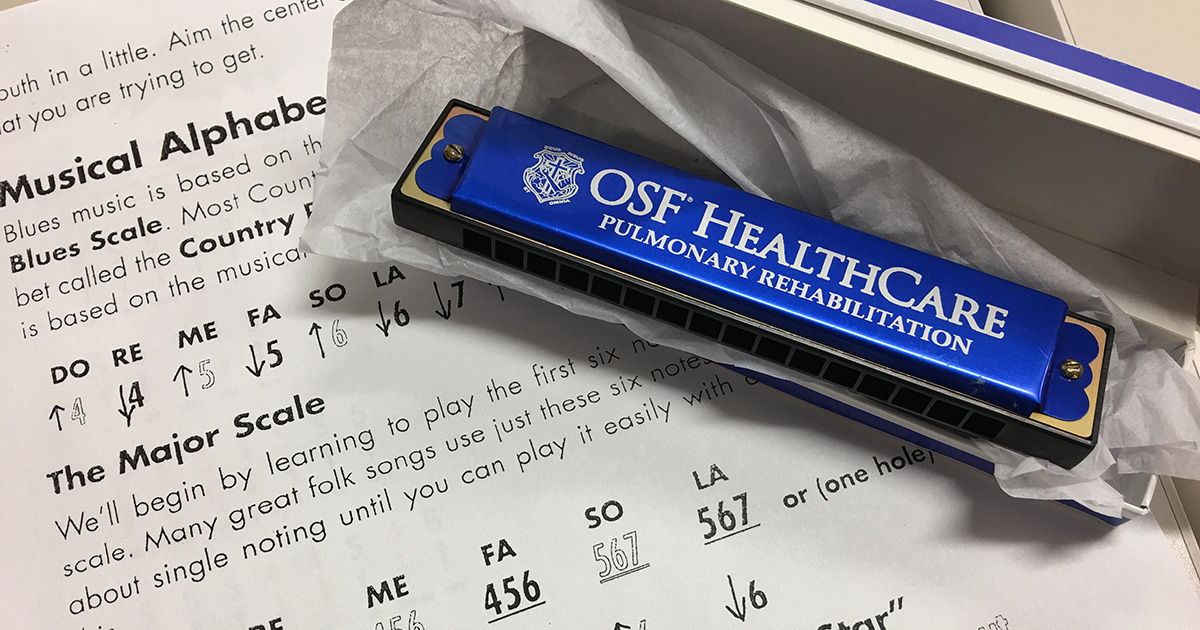 outh in a little. Aim the center
at you are trying to get.
Musical Alphabe
Blues music is based on th
Blues Scale. Most Count
bet called the Country
is based on the musical
DO RE ME FA SO LA
↑4 ↓4 ↑5 ↓5 ↑6 ↓6 ↓7
The Major Scale
We'll begin by learning to play the first six
scale. Many great folk songs use just these six notes
about single noting until you can play it easily with
ME FA SO LA
456 456 567 567 or (one hole)
↓6
Star"
OSF® HEALTHCARE
PULMONARY REHABILITATION